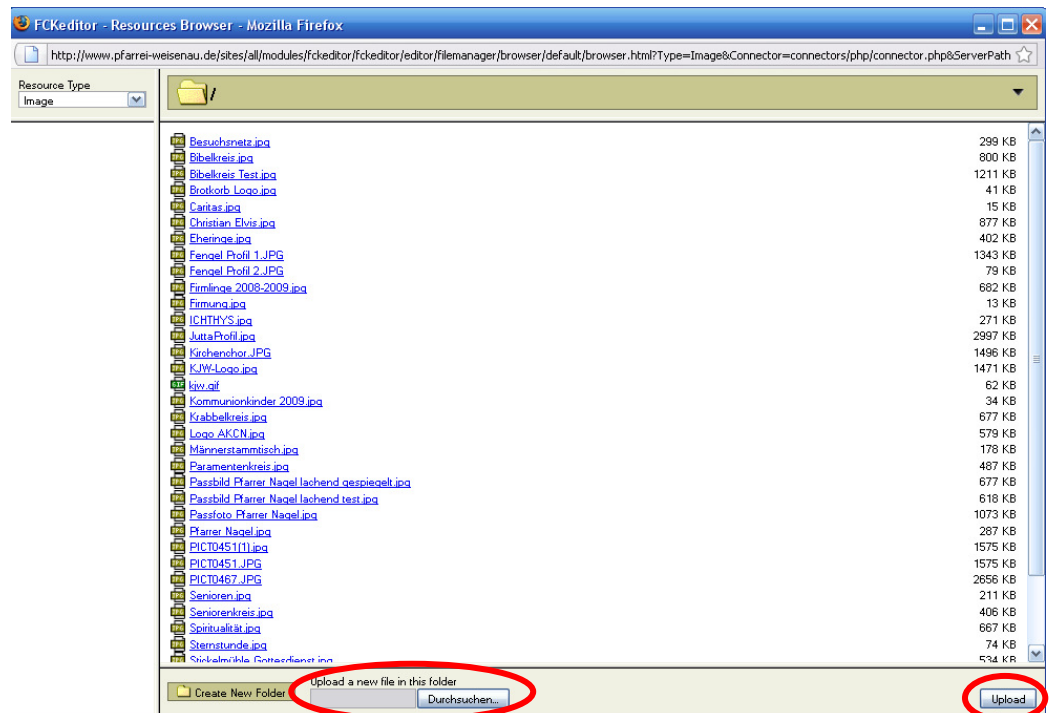 FCKeditor - Resources Browser - Mozilla Firefox
http://www.pfarrei-weisenau.de/sites/all/modules/fckeditor/fckeditor/editor/filemanager/browser/default/browser.html?Type=Image&Connector=connectors/php/connector.php&ServerPath
Resource Type
Image
/
Besuchsnetz.jpg 299 KB
Bibelkreis.jpg 800 KB
Bibelkreis Test.jpg 1211 KB
Brotkorb Logo.jpg 41 KB
Caritas.jpg 15 KB
Christian Elvis.jpg 877 KB
Eheringe.jpg 402 KB
Fengel Profil 1.JPG 1343 KB
Fengel Profil 2.JPG 79 KB
Firmlinge 2008-2009.jpg 682 KB
Firmung.jpg 13 KB
ICHTHYS.jpg 271 KB
JuttaProfil.jpg 2997 KB
Kirchenchor.JPG 1496 KB
KJW-Logo.jpg 1471 KB
kjw.gif 62 KB
Kommunionkinder 2009.jpg 34 KB
Krabbelkreis.jpg 677 KB
Logo AKCN.jpg 579 KB
Männerstammtisch.jpg 178 KB
Paramentenkreis.jpg 487 KB
Passbild Pfarrer Nagel lachend gespiegelt.jpg 677 KB
Passbild Pfarrer Nagel lachend test.jpg 618 KB
Passfoto Pfarrer Nagel.jpg 1073 KB
Pfarrer Nagel.jpg 287 KB
PICT0451(1).jpg 1575 KB
PICT0451.JPG 1575 KB
PICT0467.JPG 2656 KB
Senioren.jpg 211 KB
Seniorenkreis.jpg 406 KB
Spiritualität.jpg 667 KB
Sternstunde.jpg 74 KB
Stickelmühle Gottesdienst.jpg 534 KB
Upload a new file in this folder
Create New Folder Durchsuchen... Upload